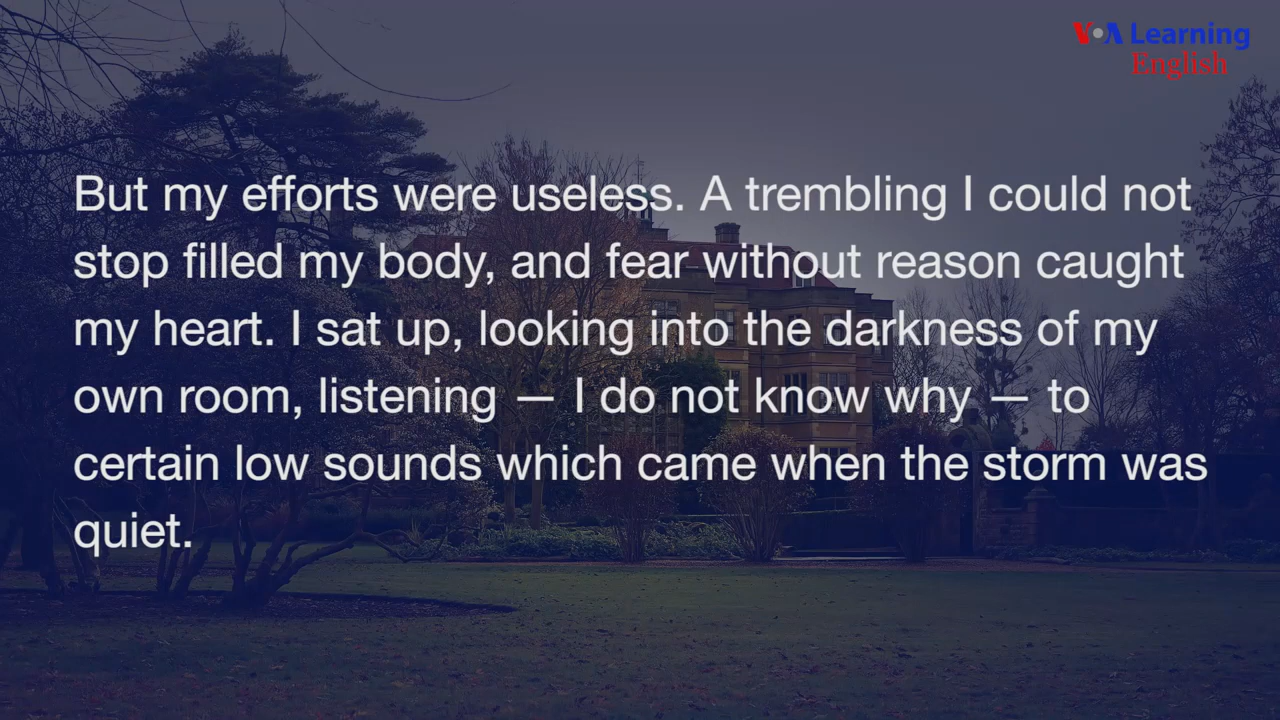 VOA Learning
English
But my efforts were useless. A trembling I could not
stop filled my body, and fear without reason caught
my heart. I sat up, looking into the darkness of my
own room, listening — I do not know why — to
certain low sounds which came when the storm was
quiet.